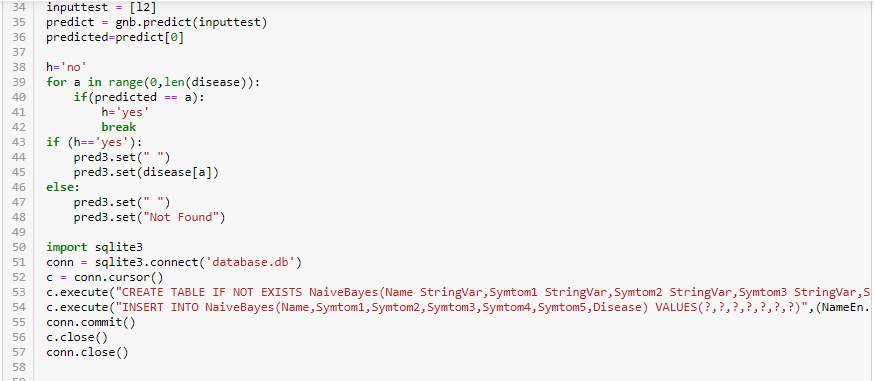 34 inputtest = [l2]
35 predict = gnb.predict(inputtest)
36 predicted=predict[0]
37
38 h='no'
39 for a in range(0,len(disease)):
40     if(predicted == a):
41         h='yes'
42         break
43 if (h=='yes'):
44     pred3.set(" ")
45     pred3.set(disease[a])
46 else:
47     pred3.set(" ")
48     pred3.set("Not Found")
49
50 import sqlite3
51 conn = sqlite3.connect('database.db')
52 c = conn.cursor()
53 c.execute("CREATE TABLE IF NOT EXISTS NaiveBayes(Name StringVar,Symtom1 StringVar,Symtom2 StringVar,Symtom3 StringVar,S
54 c.execute("INSERT INTO NaiveBayes(Name,Symtom1,Symtom2,Symtom3,Symtom4,Symtom5,Disease) VALUES(?,?,?,?,?,?,?)",(NameEn.
55 conn.commit()
56 c.close()
57 conn.close()
58